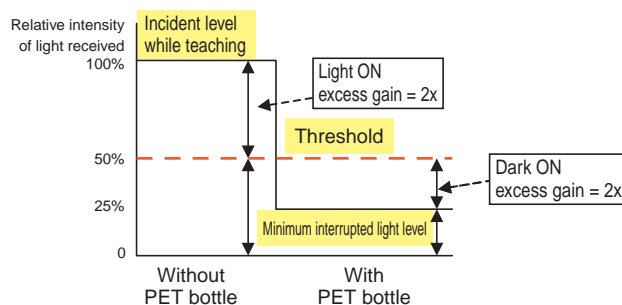 Relative intensity
of light received
Incident level
while teaching
100%
Light ON
excess gain = 2x
Threshold
50%
Dark ON
excess gain = 2x
25%
Minimum interrupted light level
0
Without
PET bottle
With
PET bottle